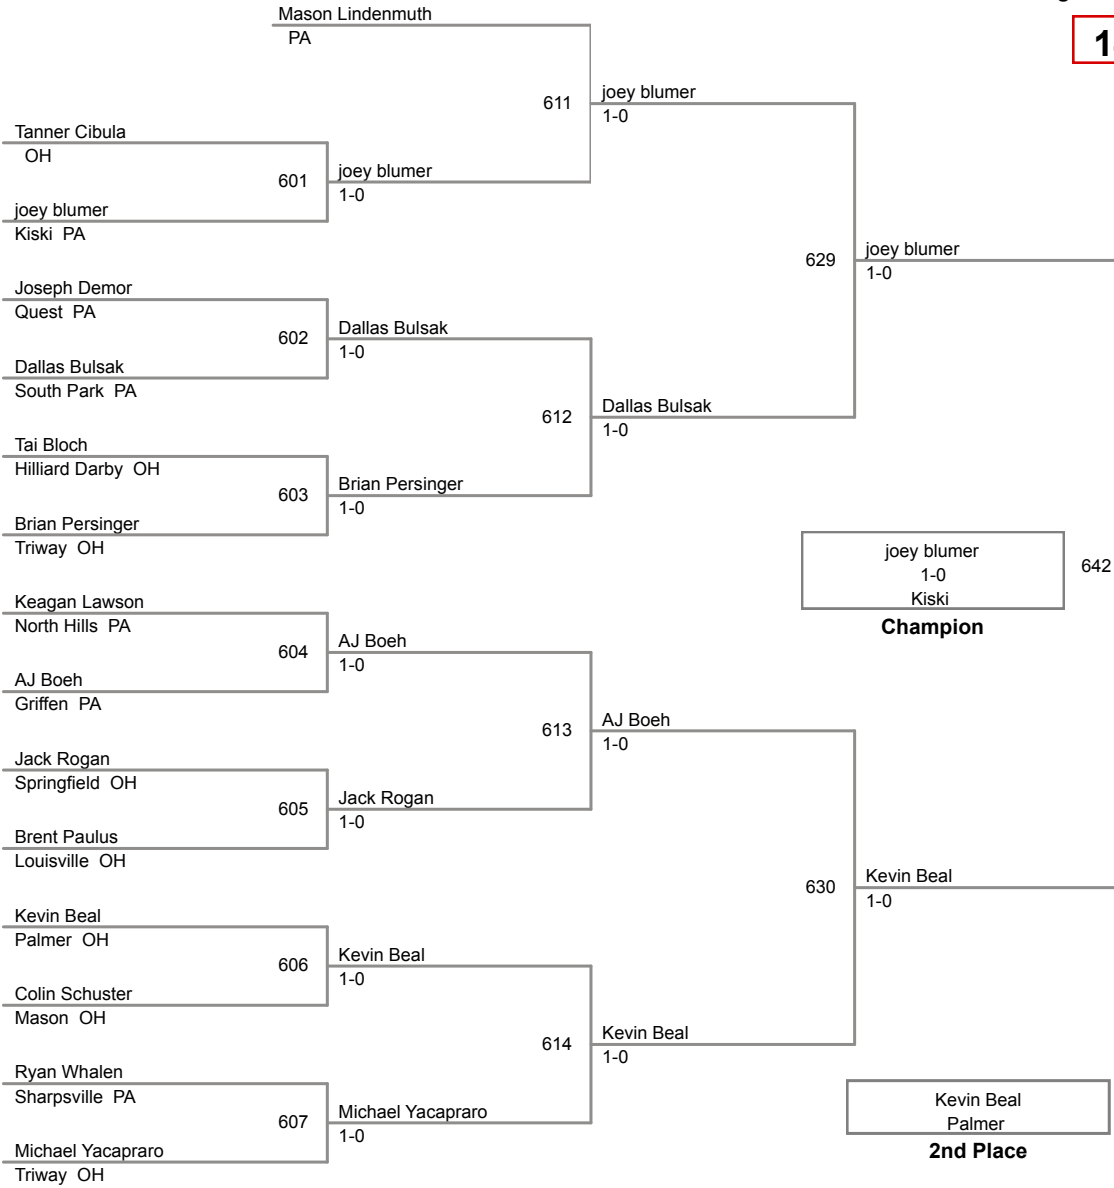 Mason Lindenmuth
PA
611
joey blumer
1-0
Tanner Cibula
OH
601
joey blumer
1-0
joey blumer
Kiski PA
629
joey blumer
1-0
Joseph Demor
Quest PA
602
Dallas Bulsak
1-0
Dallas Bulsak
South Park PA
612
Dallas Bulsak
1-0
Tai Bloch
Hilliard Darby OH
603
Brian Persinger
1-0
Brian Persinger
Triway OH
joey blumer
1-0
Kiski
642
Champion
Keagan Lawson
North Hills PA
604
AJ Boeh
1-0
AJ Boeh
Griffen PA
613
AJ Boeh
1-0
Jack Rogan
Springfield OH
605
Jack Rogan
1-0
Brent Paulus
Louisville OH
630
Kevin Beal
1-0
Kevin Beal
Palmer OH
606
Kevin Beal
1-0
Colin Schuster
Mason OH
614
Kevin Beal
1-0
Ryan Whalen
Sharpsville PA
607
Michael Yacapraro
1-0
Michael Yacapraro
Triway OH
Kevin Beal
Palmer
2nd Place